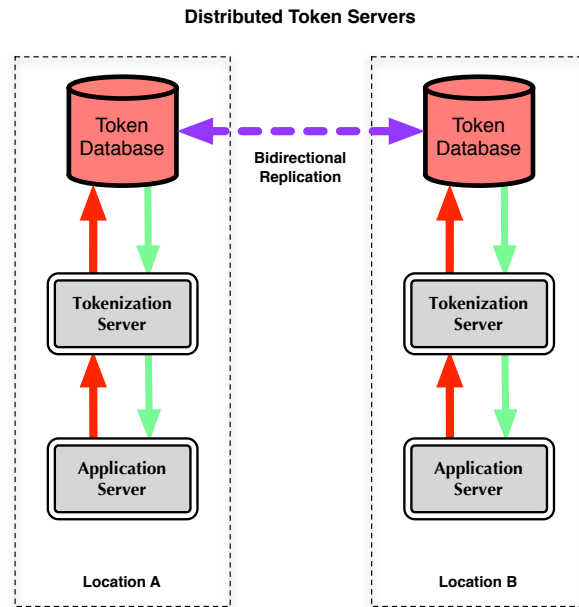 Distributed Token Servers
Token
Database
Bidirectional
Replication
Token
Database
Tokenization
Server
Tokenization
Server
Application
Server
Application
Server
Location A
Location B